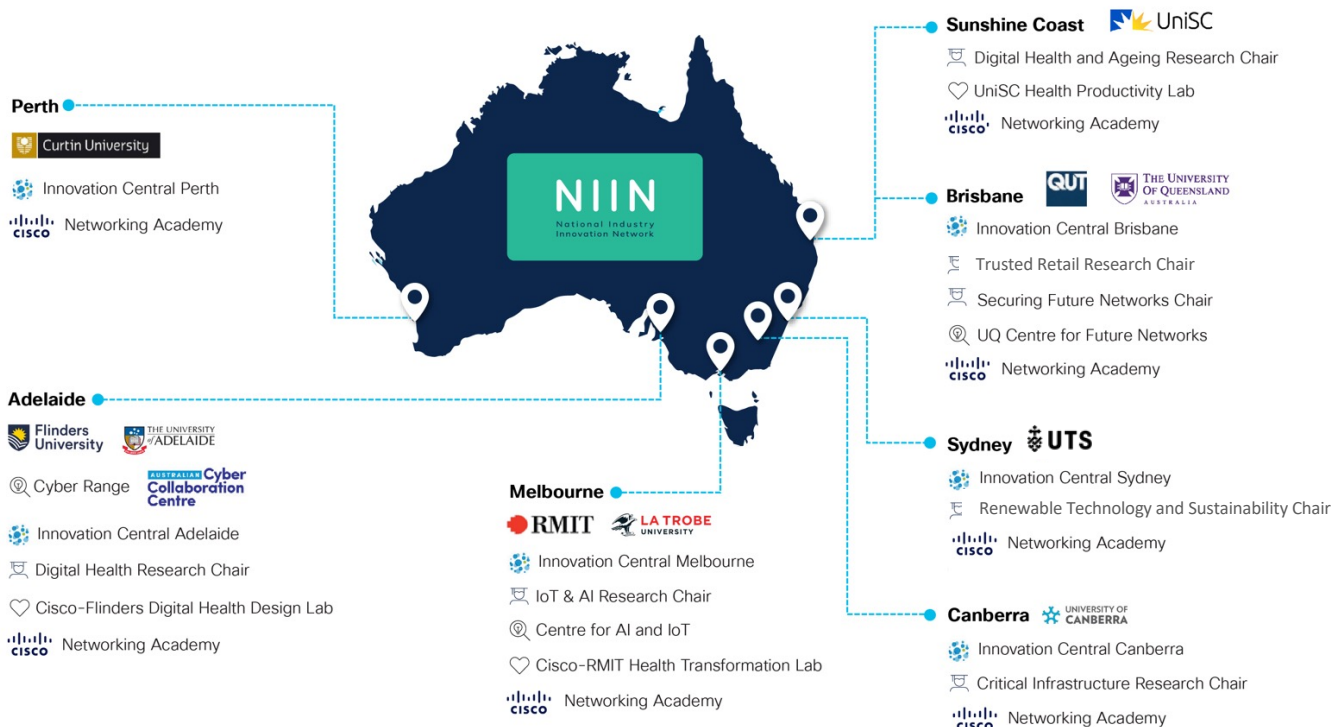 Perth
Curtin University
Innovation Central Perth
CISCO Networking Academy
NIIN
National Industry
Innovation Network
Sunshine Coast UniSC
Digital Health and Ageing Research Chair
UniSC Health Productivity Lab
CISCO Networking Academy
Brisbane QUT THE UNIVERSITY
OF QUEENSLAND
AUSTRALIA
Innovation Central Brisbane
Trusted Retail Research Chair
Securing Future Networks Chair
UQ Centre for Future Networks
CISCO Networking Academy
Adelaide
Flinders
University
THE UNIVERSITY
of ADELAIDE
Cyber Range
AUSTRALIAN Cyber
Collaboration
Centre
Innovation Central Adelaide
Digital Health Research Chair
Cisco-Flinders Digital Health Design Lab
CISCO Networking Academy
Melbourne
RMIT LA TROBE
UNIVERSITY
Innovation Central Melbourne
IoT & AI Research Chair
Centre for AI and IoT
Cisco-RMIT Health Transformation Lab
CISCO Networking Academy
Sydney UTS
Innovation Central Sydney
Renewable Technology and Sustainability Chair
CISCO Networking Academy
Canberra UNIVERSITY OF
CANBERRA
Innovation Central Canberra
Critical Infrastructure Research Chair
CISCO Networking Academy